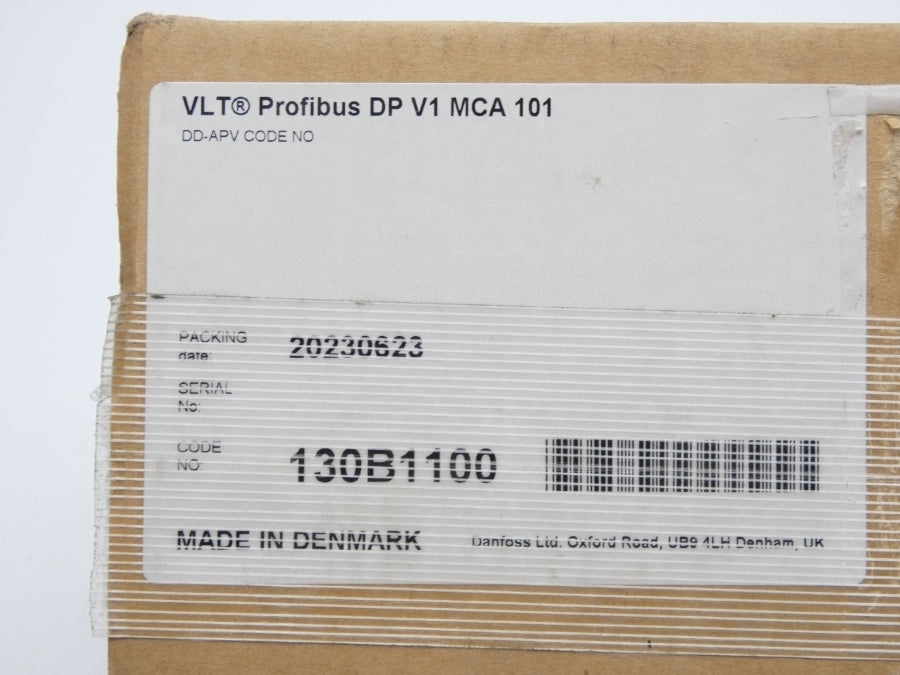 VLT® Profibus DP V1 MCA 101
DD-APV CODE NO
PACKING
date:
20230623
SERIAL
No:
CODE
NO:
130B1100
MADE IN DENMARK
Danfoss Ltd. Oxford Road, UB9 4LH Denham, UK